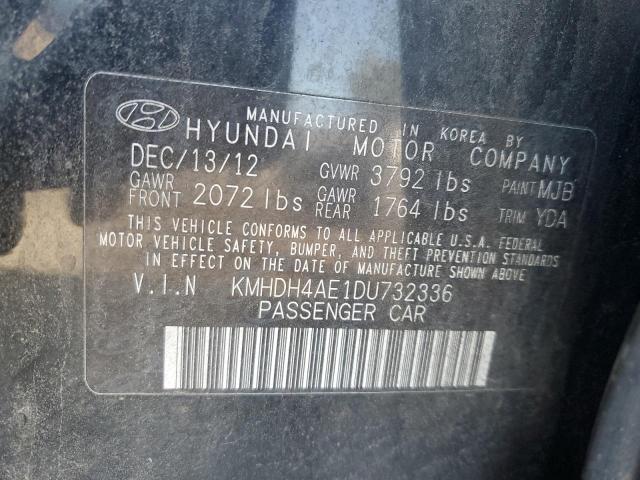 MANUFACTURED IN KOREA BY
HYUNDAI MOTOR COMPANY
DEC/13/12 GVWR 3792 lbs PAINT MJB
GAWR FRONT 2072 lbs GAWR REAR 1764 lbs TRIM YDA
THIS VEHICLE CONFORMS TO ALL APPLICABLE U.S.A. FEDERAL
MOTOR VEHICLE SAFETY, BUMPER, AND THEFT PREVENTION STANDARDS
IN EFFECT ON THE DATE OF MANUFACTURE SHOWN ABOVE.
V.I.N KMHDH4AE1DU732336
PASSENGER CAR